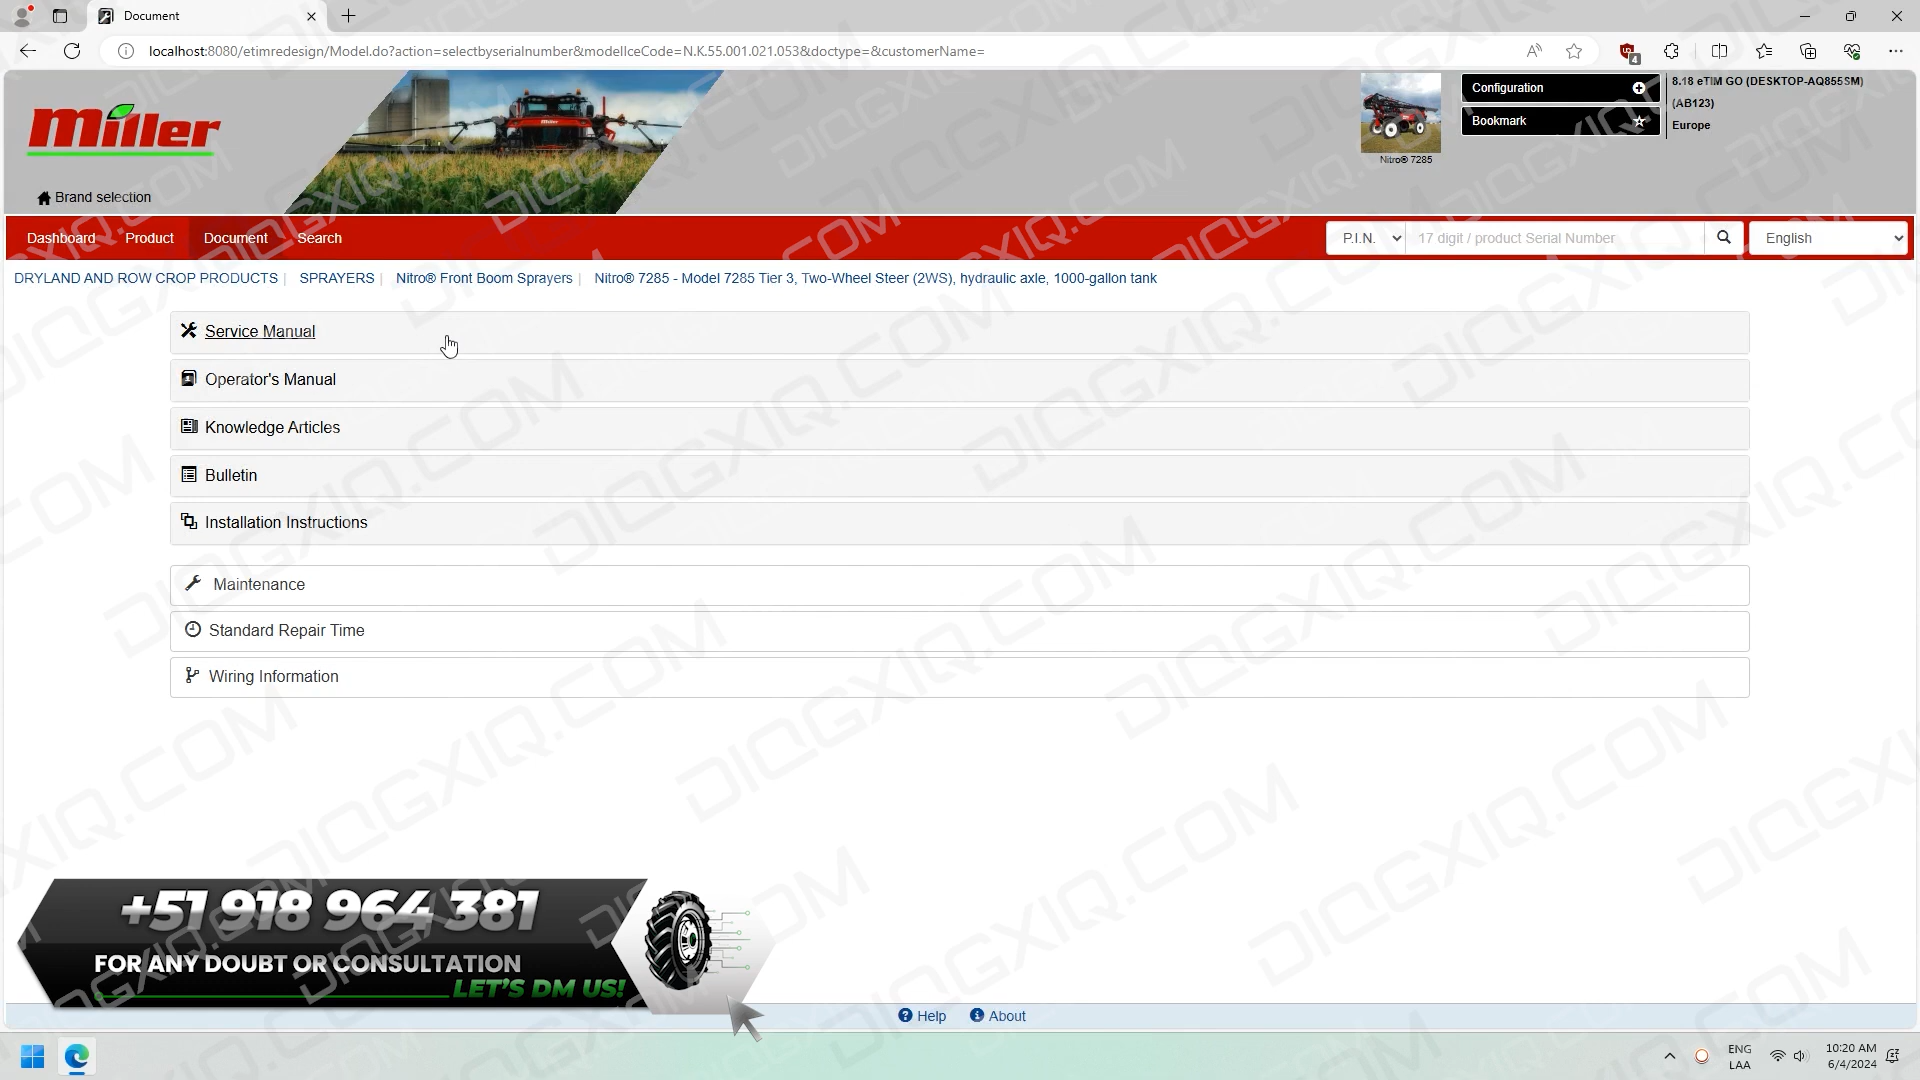 Document
localhost:8080/etimredesign/Model.do?action=selectbyserialnumber&modelIceCode=N.K.55.001.021.053&doctype=&customerName=
4
Miller
Miller
Brand selection
Nitro® 7285
Configuration
Bookmark
8.18 eTIM GO (DESKTOP-AQ855SM)
(AB123)
Europe
Dashboard Product Document Search
P.I.N. 17 digit / product Serial Number English
DRYLAND AND ROW CROP PRODUCTS | SPRAYERS | Nitro® Front Boom Sprayers | Nitro® 7285 - Model 7285 Tier 3, Two-Wheel Steer (2WS), hydraulic axle, 1000-gallon tank
Service Manual
Operator's Manual
Knowledge Articles
Bulletin
Installation Instructions
Maintenance
Standard Repair Time
Wiring Information
+51 918 964 381
FOR ANY DOUBT OR CONSULTATION
LET'S DM US!
Help About
ENG
LAA
10:20 AM
6/4/2024
DIQGXIQ.COM